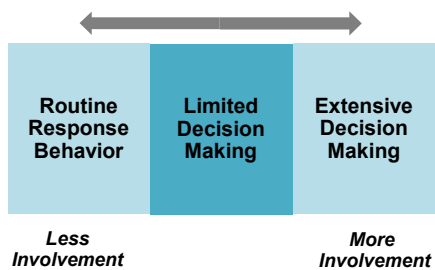 Routine
Response
Behavior
Limited
Decision
Making
Extensive
Decision
Making
Less
Involvement
More
Involvement